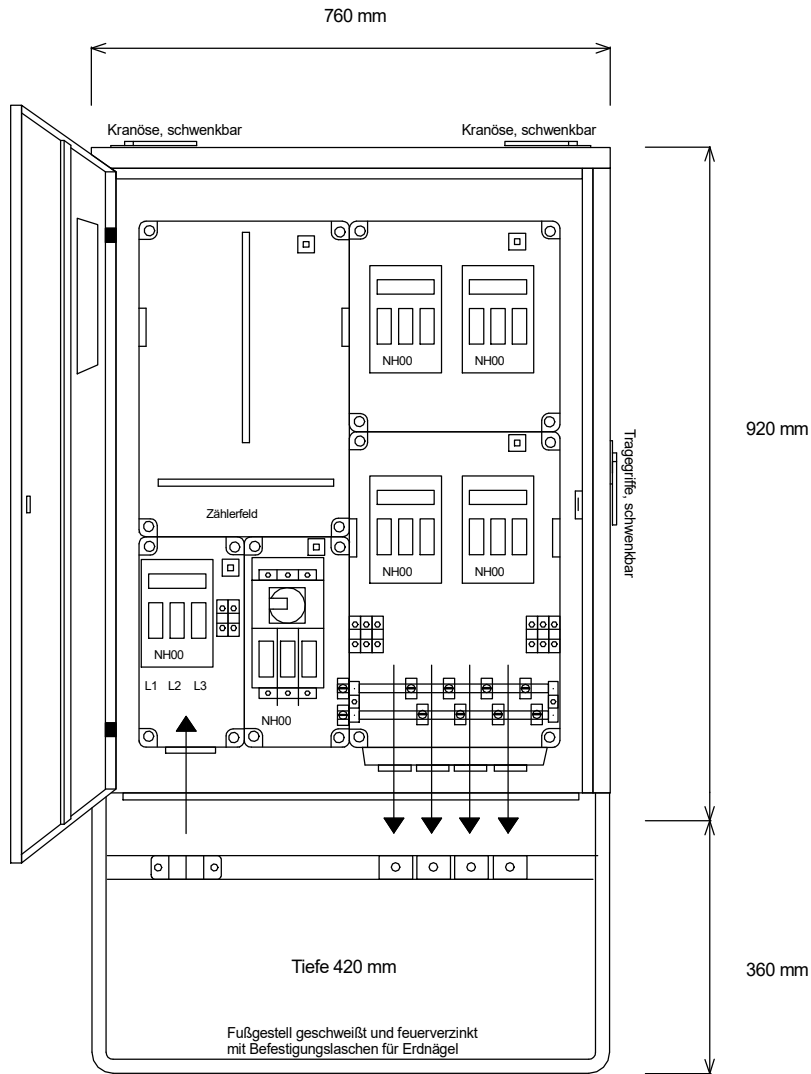 760 mm
Kranöse, schwenkbar
Kranöse, schwenkbar
NH00
NH00
920 mm
Tragegriffe, schwenkbar
Zählerfeld
NH00
NH00
NH00
L1 L2 L3
NH00
Tiefe 420 mm
360 mm
Fußgestell geschweißt und feuerverzinkt
mit Befestigungslaschen für Erdnägel